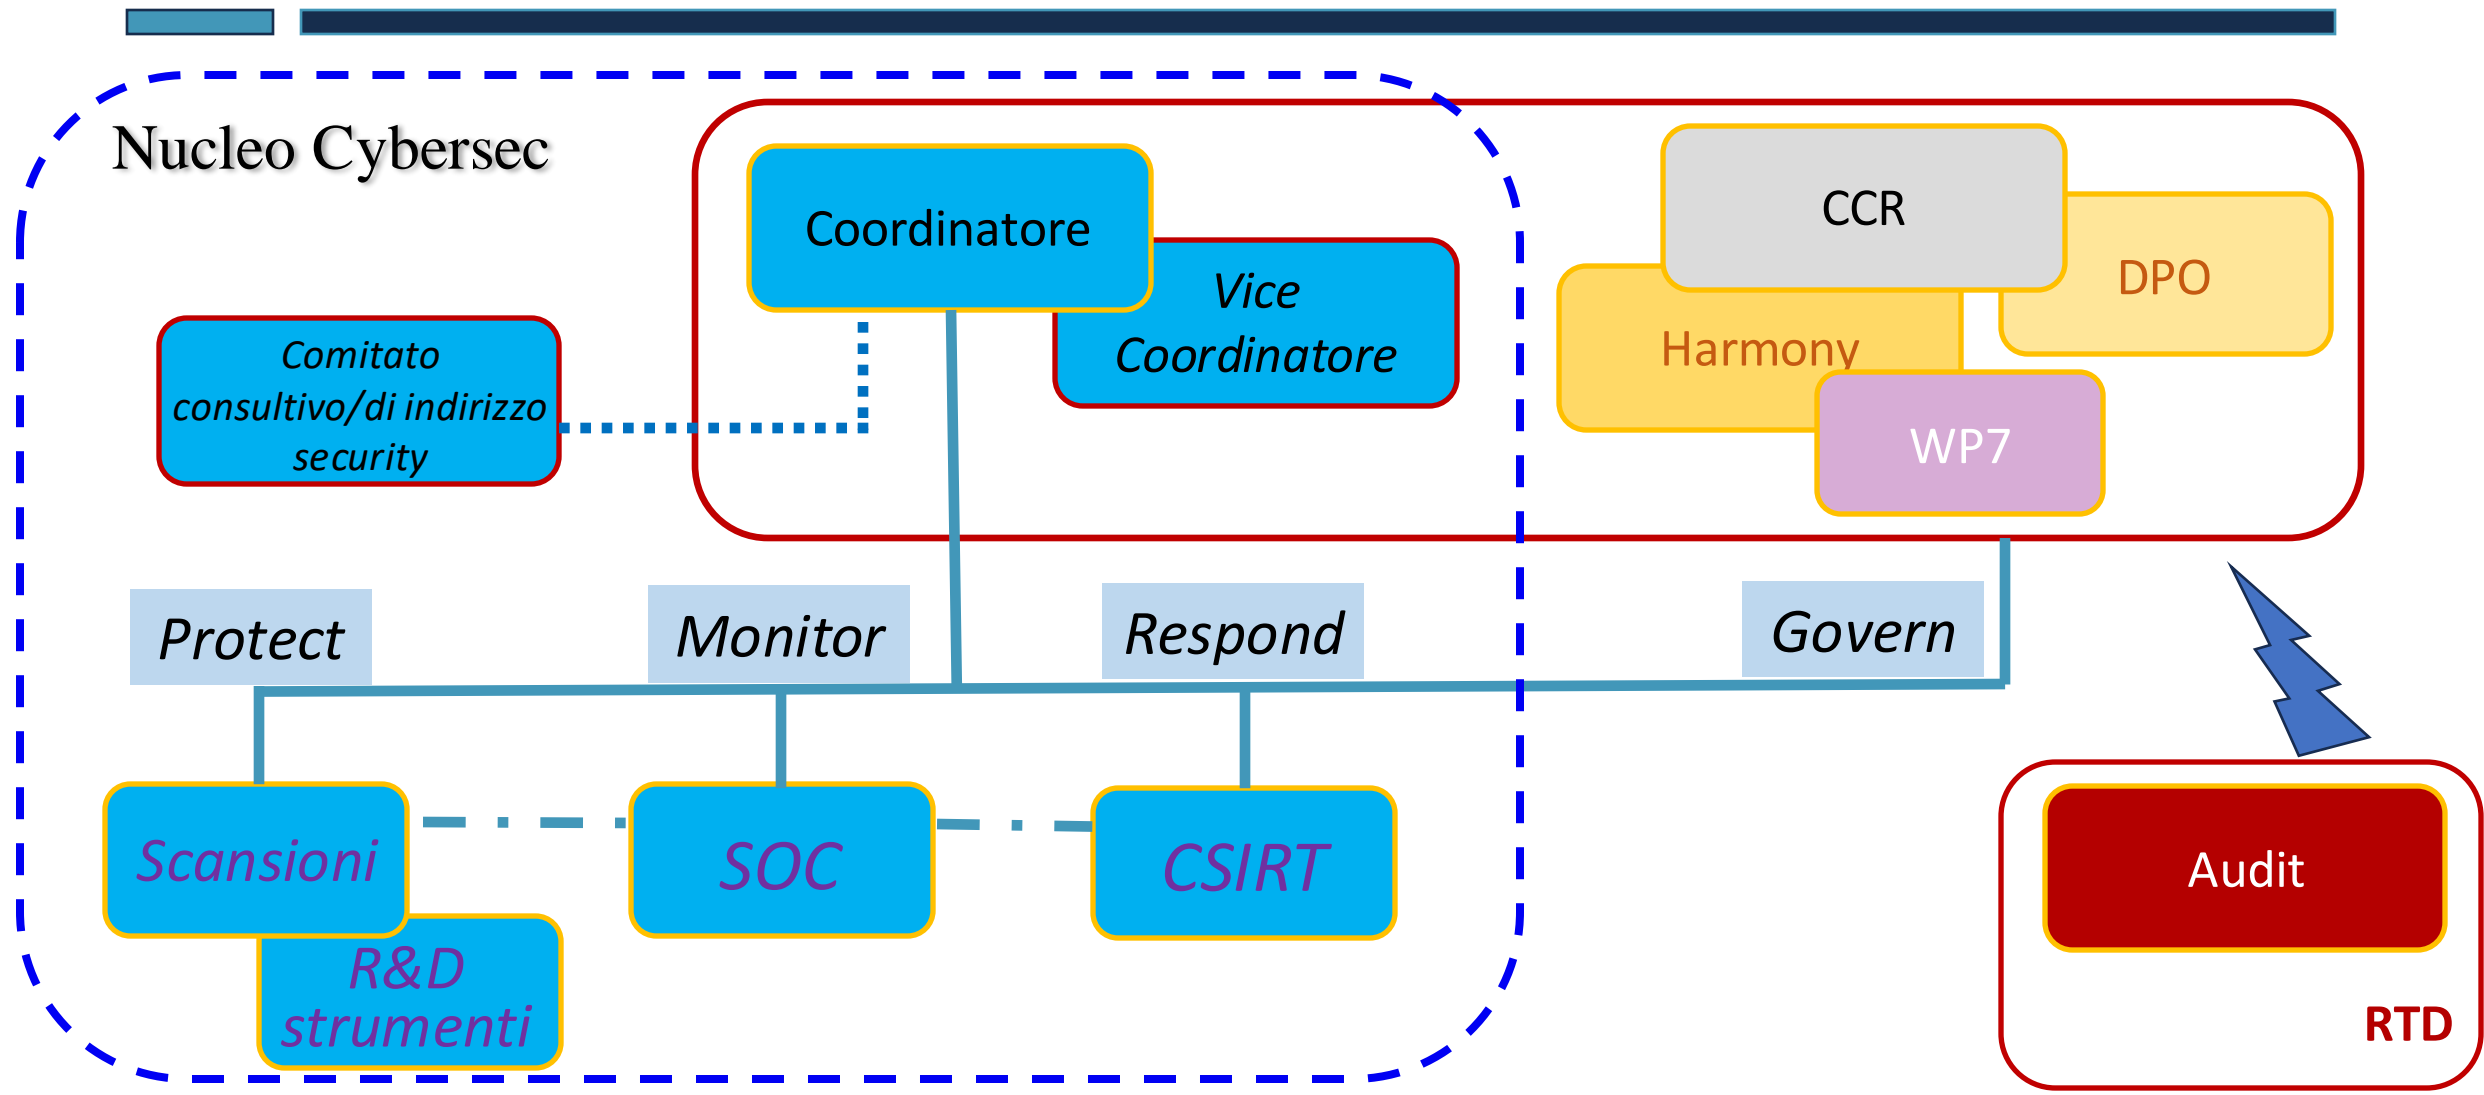 Nucleo Cybersec
Coordinatore
Vice
Coordinatore
CCR
DPO
Harmony
WP7
Comitato
consultivo/di indirizzo
security
Protect
Monitor
Respond
Govern
Scansioni
SOC
CSIRT
R&D
strumenti
Audit
RTD